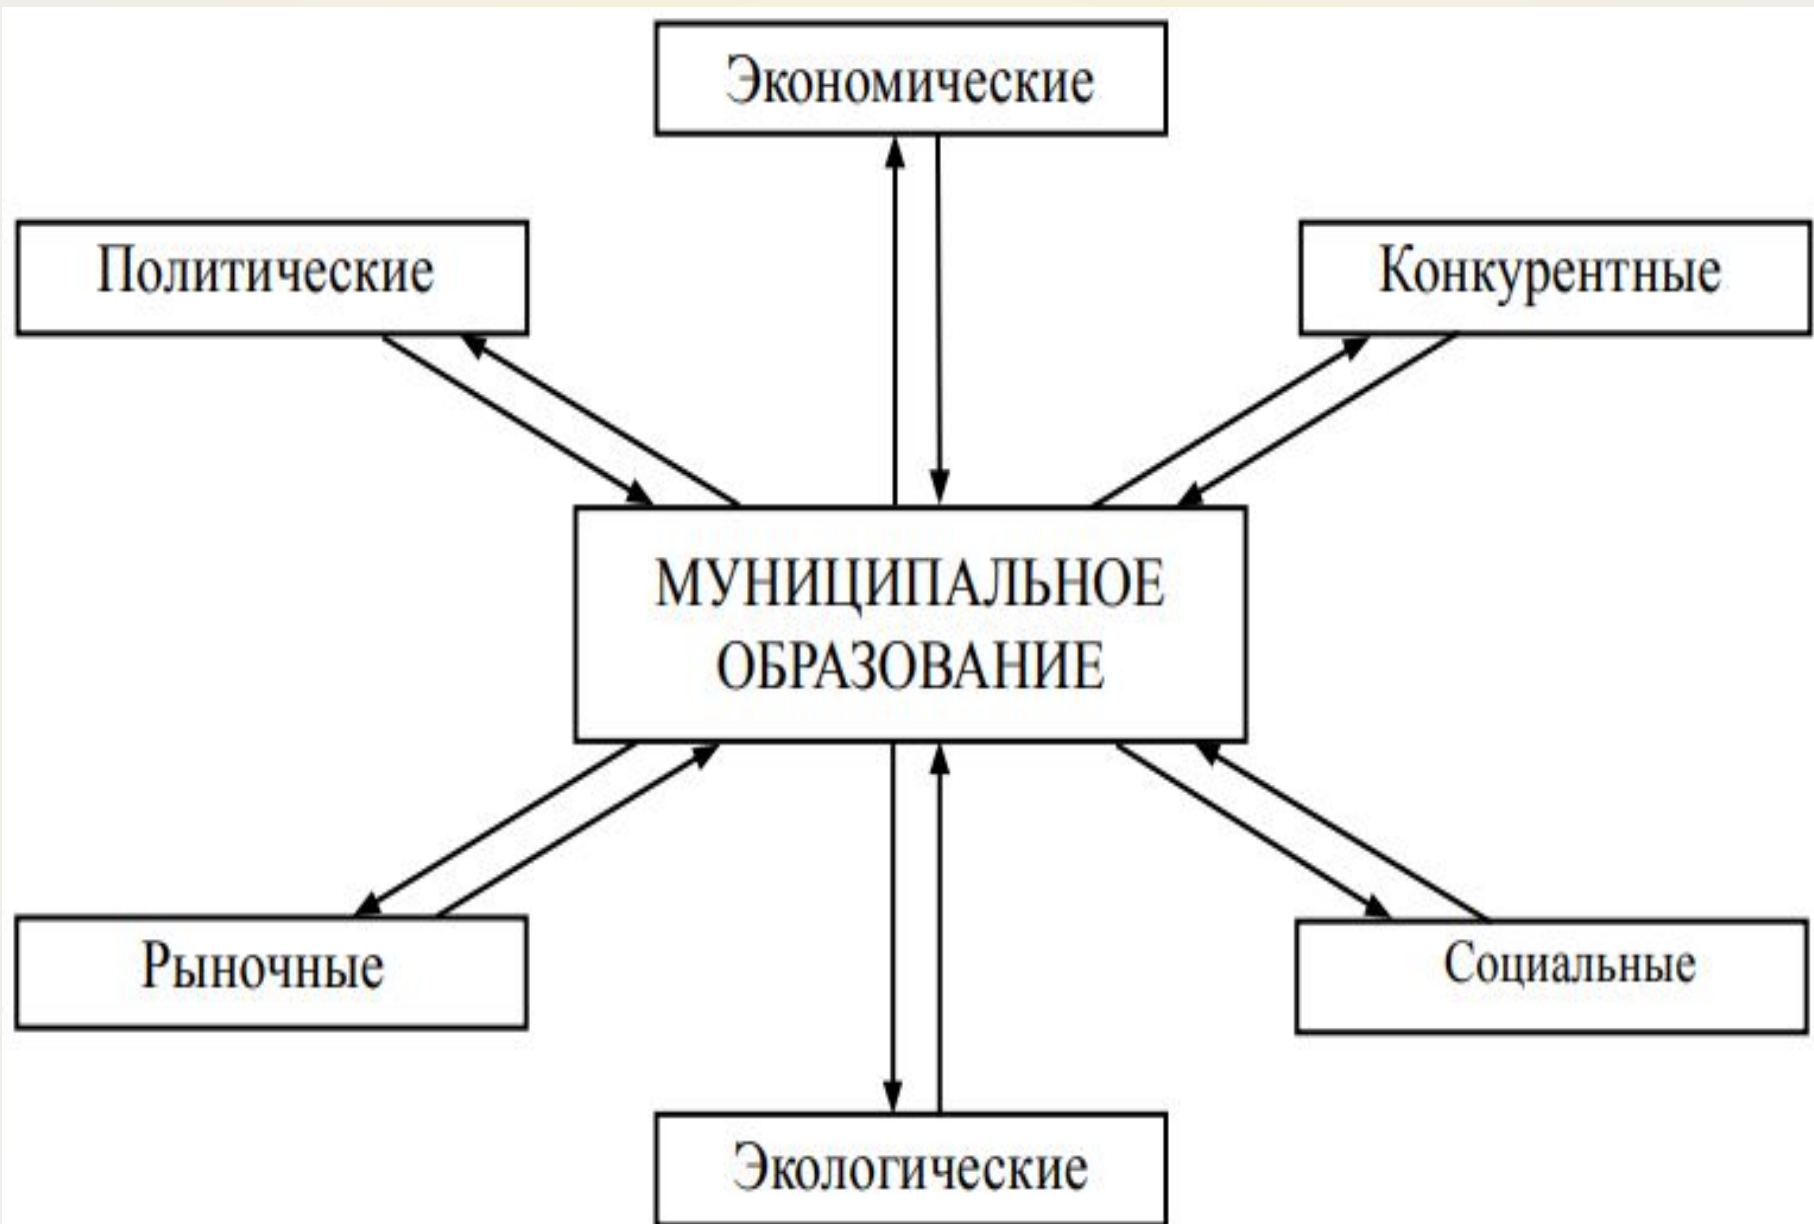 Экономические
Политические
Конкурентные
МУНИЦИПАЛЬНОЕ
ОБРАЗОВАНИЕ
Рыночные
Социальные
Экологические